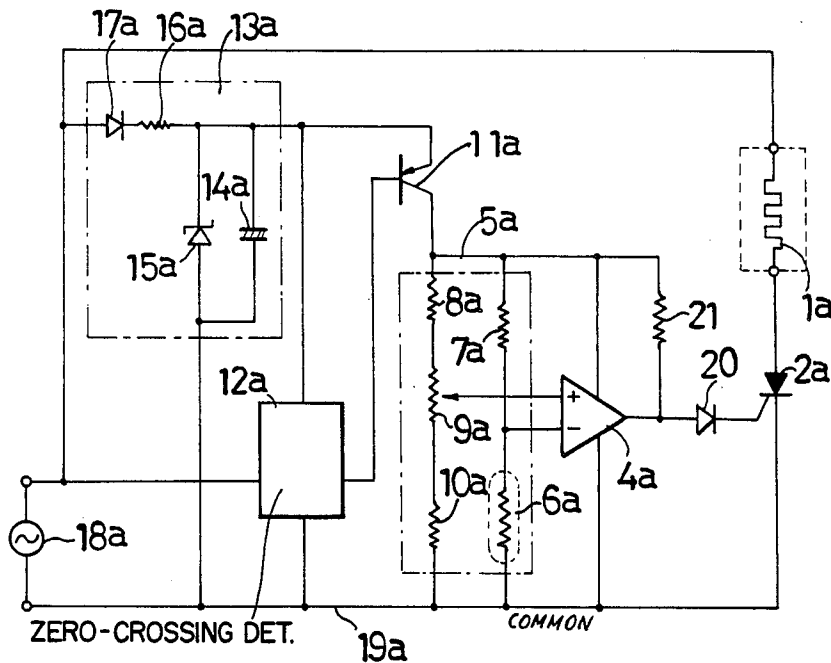 17a 16a 13a
11a
14a
5a
15a
1a
8a
7a
21
12a
20
2a
9a
4a
10a
6a
18a
COMMON
ZERO-CROSSING DET.
19a